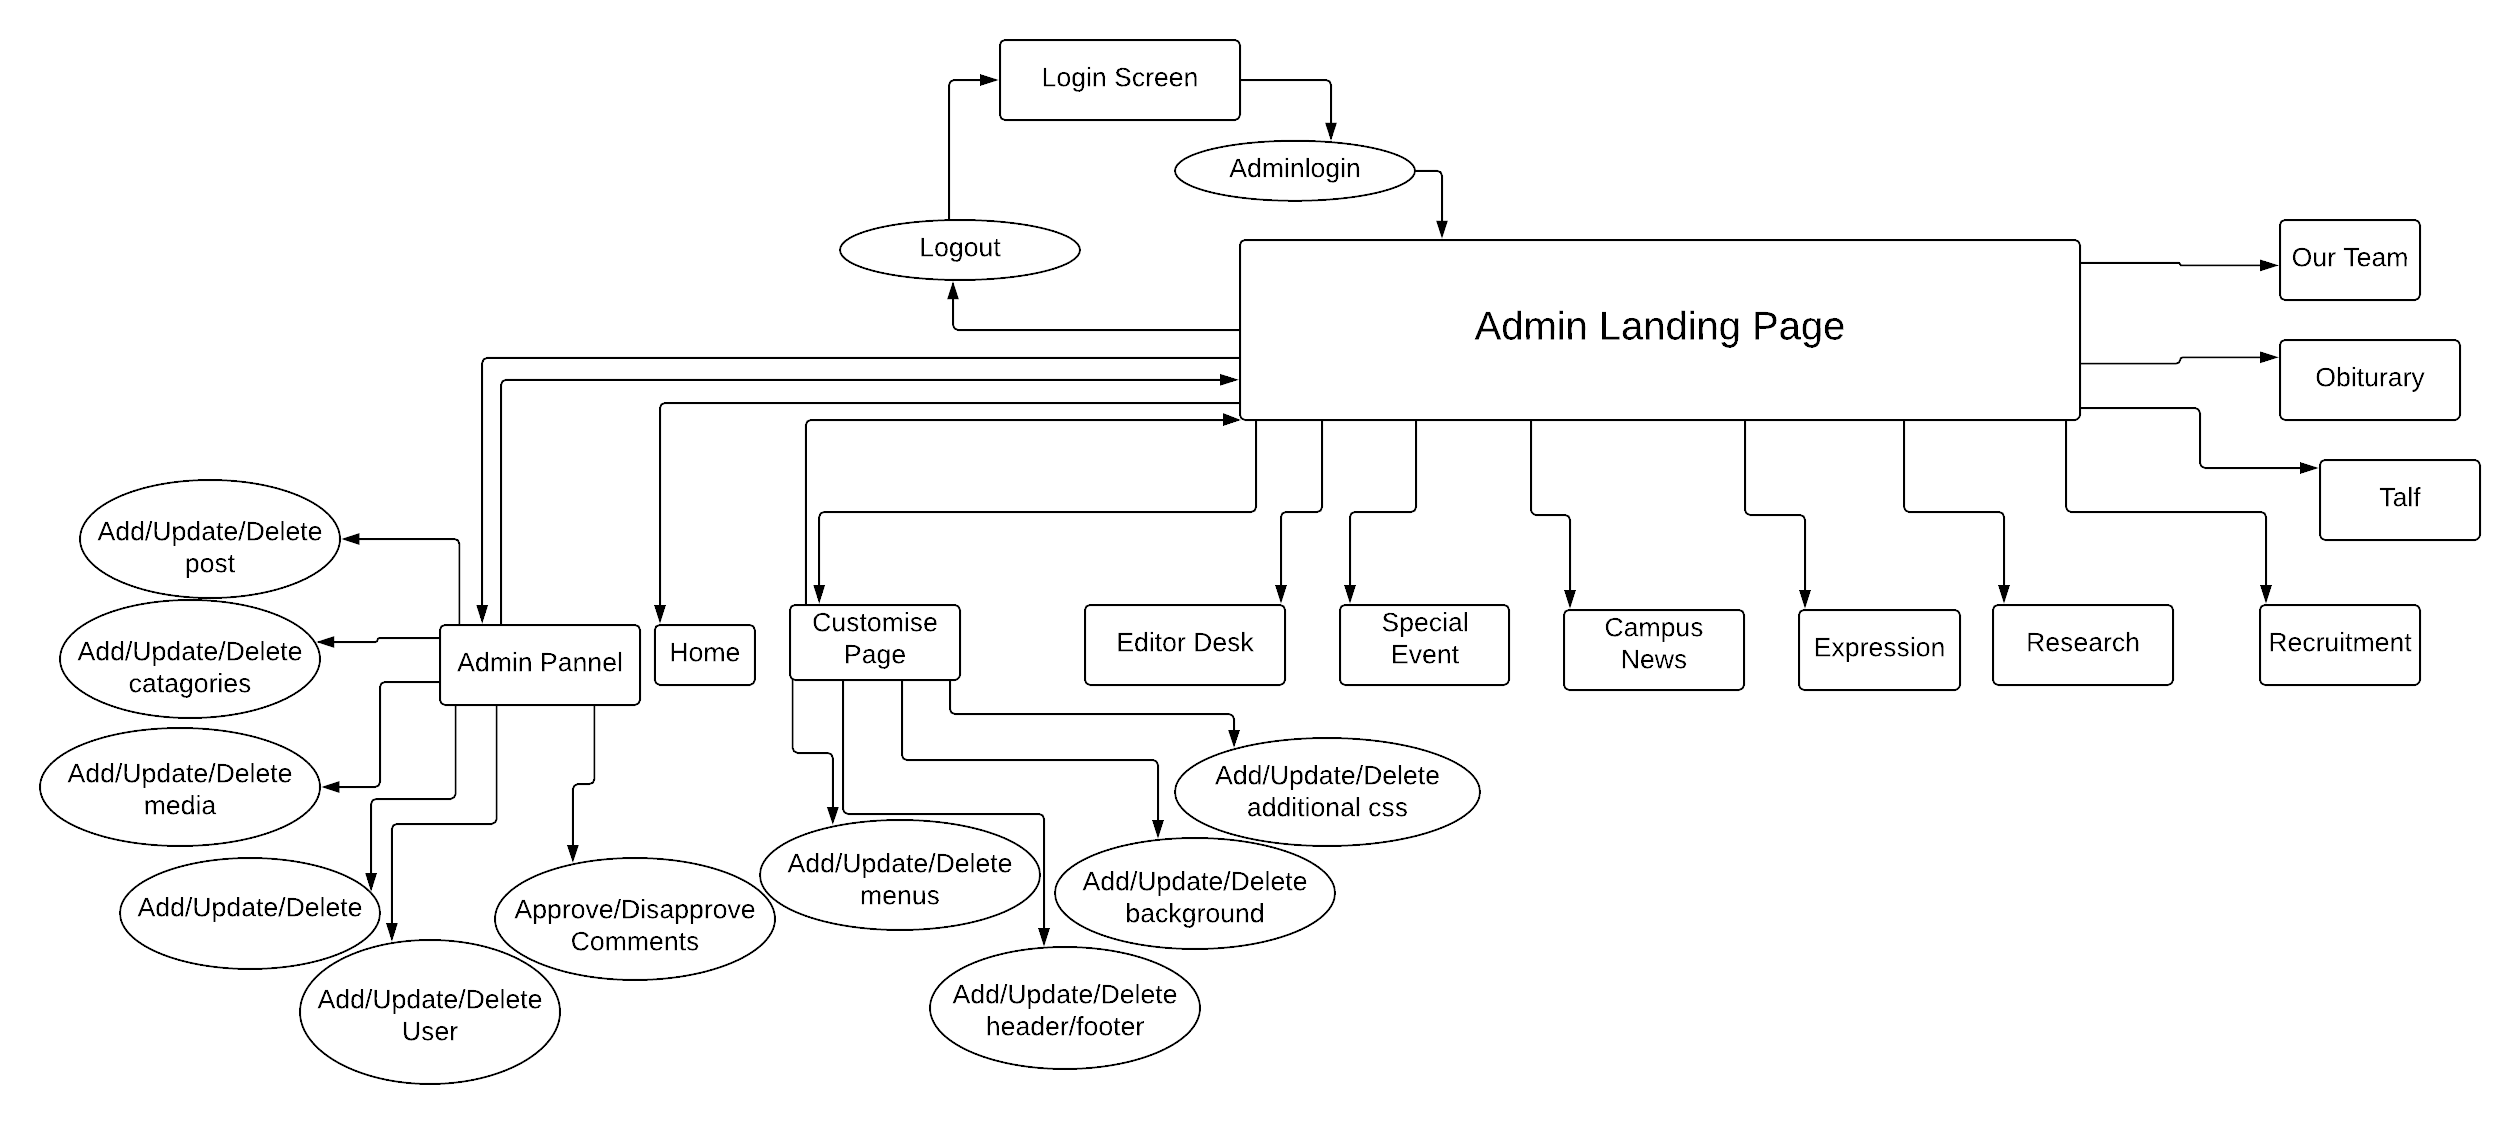 Login Screen
Adminlogin
Logout
Our Team
Admin Landing Page
Obiturary
Talf
Add/Update/Delete
post
Add/Update/Delete
catagories
Admin Pannel
Home
Customise
Page
Editor Desk
Special
Event
Campus
News
Expression
Research
Recruitment
Add/Update/Delete
media
Add/Update/Delete
additional css
Add/Update/Delete
menus
Add/Update/Delete
background
Add/Update/Delete
Approve/Disapprove
Comments
Add/Update/Delete
User
Add/Update/Delete
header/footer